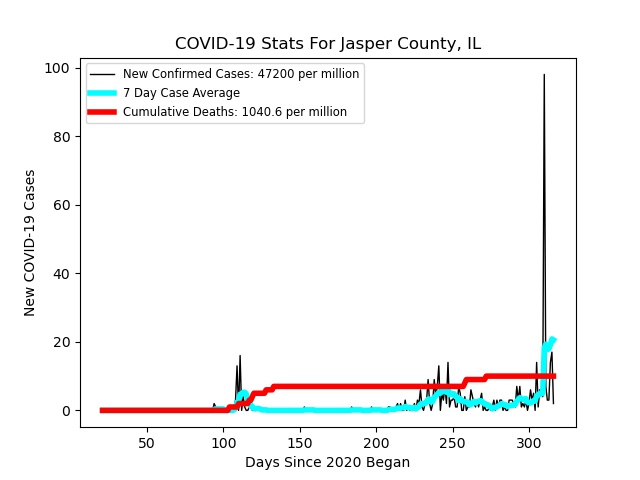 COVID-19 Stats For Jasper County, IL
New Confirmed Cases: 47200 per million
7 Day Case Average
Cumulative Deaths: 1040.6 per million
New COVID-19 Cases
100
80
60
40
20
0
50 100 150 200 250 300
Days Since 2020 Began